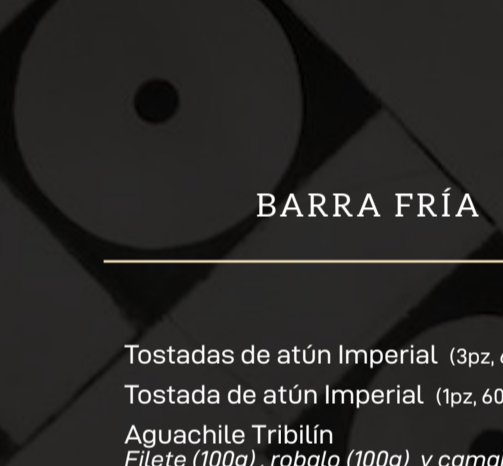 BARRA FRÍA
Tostadas de atún Imperial (3pz,
Tostada de atún Imperial (1pz, 60
Aguachile Tribilín
Filete (100g), robalo (100g) y cama